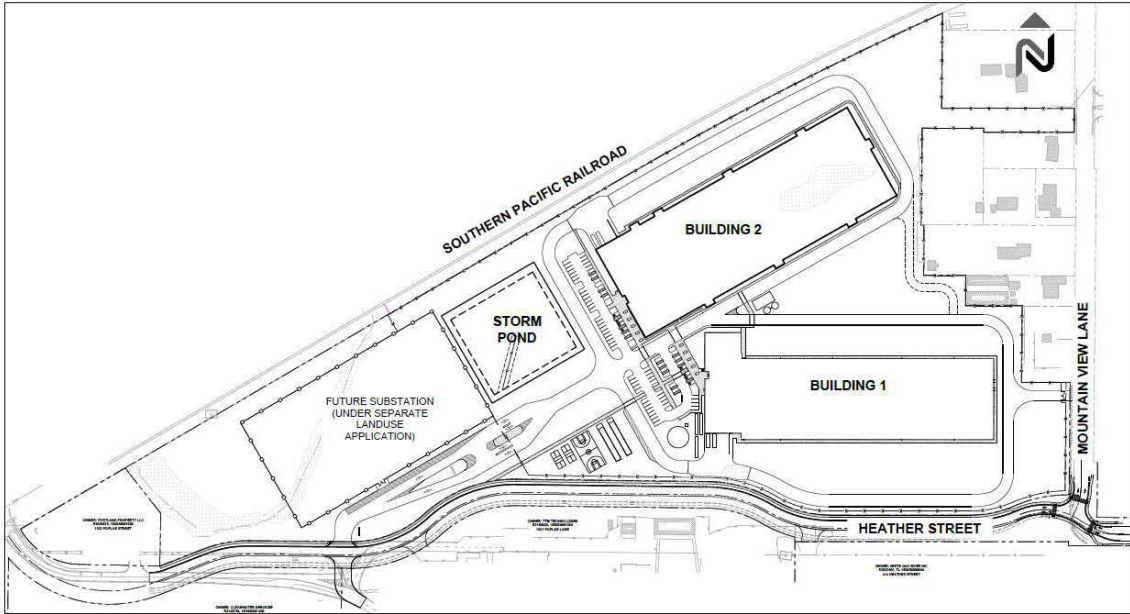 SOUTHERN PACIFIC RAILROAD
BUILDING 2
STORM
POND
BUILDING 1
FUTURE SUBSTATION
(UNDER SEPARATE
LANDUSE
APPLICATION)
MOUNTAIN VIEW LANE
HEATHER STREET